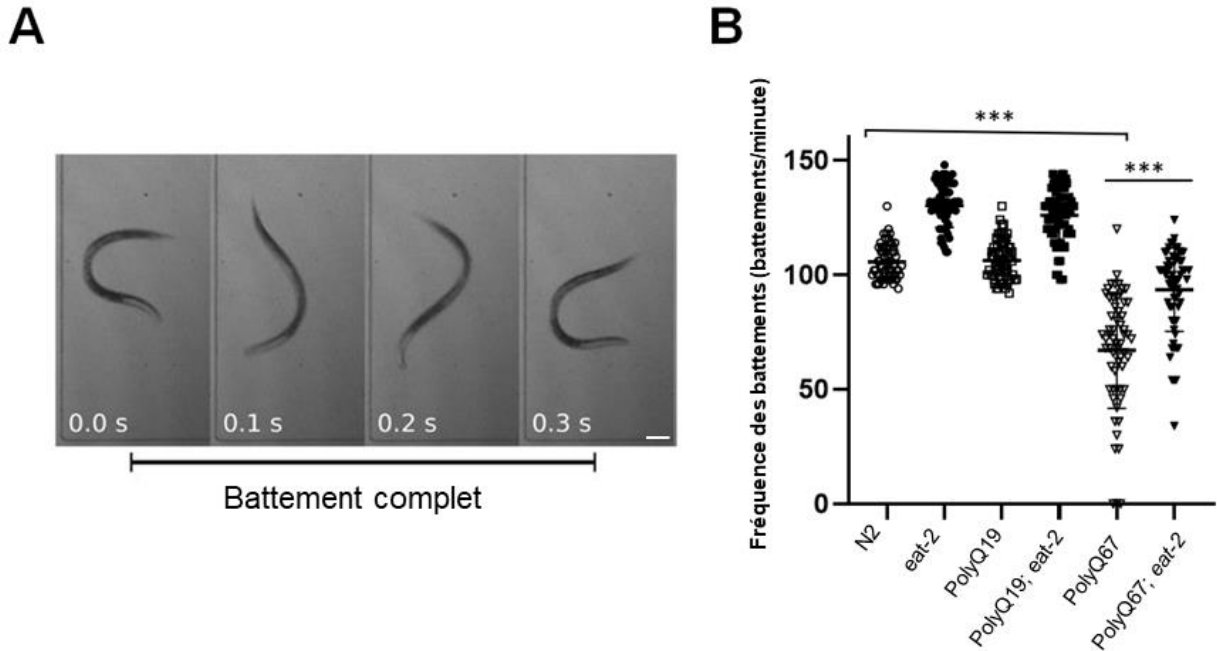 A
0.0 s
0.1 s
0.2 s
0.3 s
Battement complet
B
Fréquence des battements (battements/minute)
***
***
150
100
50
0
N2
eat-2
PolyQ19
PolyQ19; eat-2
PolyQ67
PolyQ67; eat-2